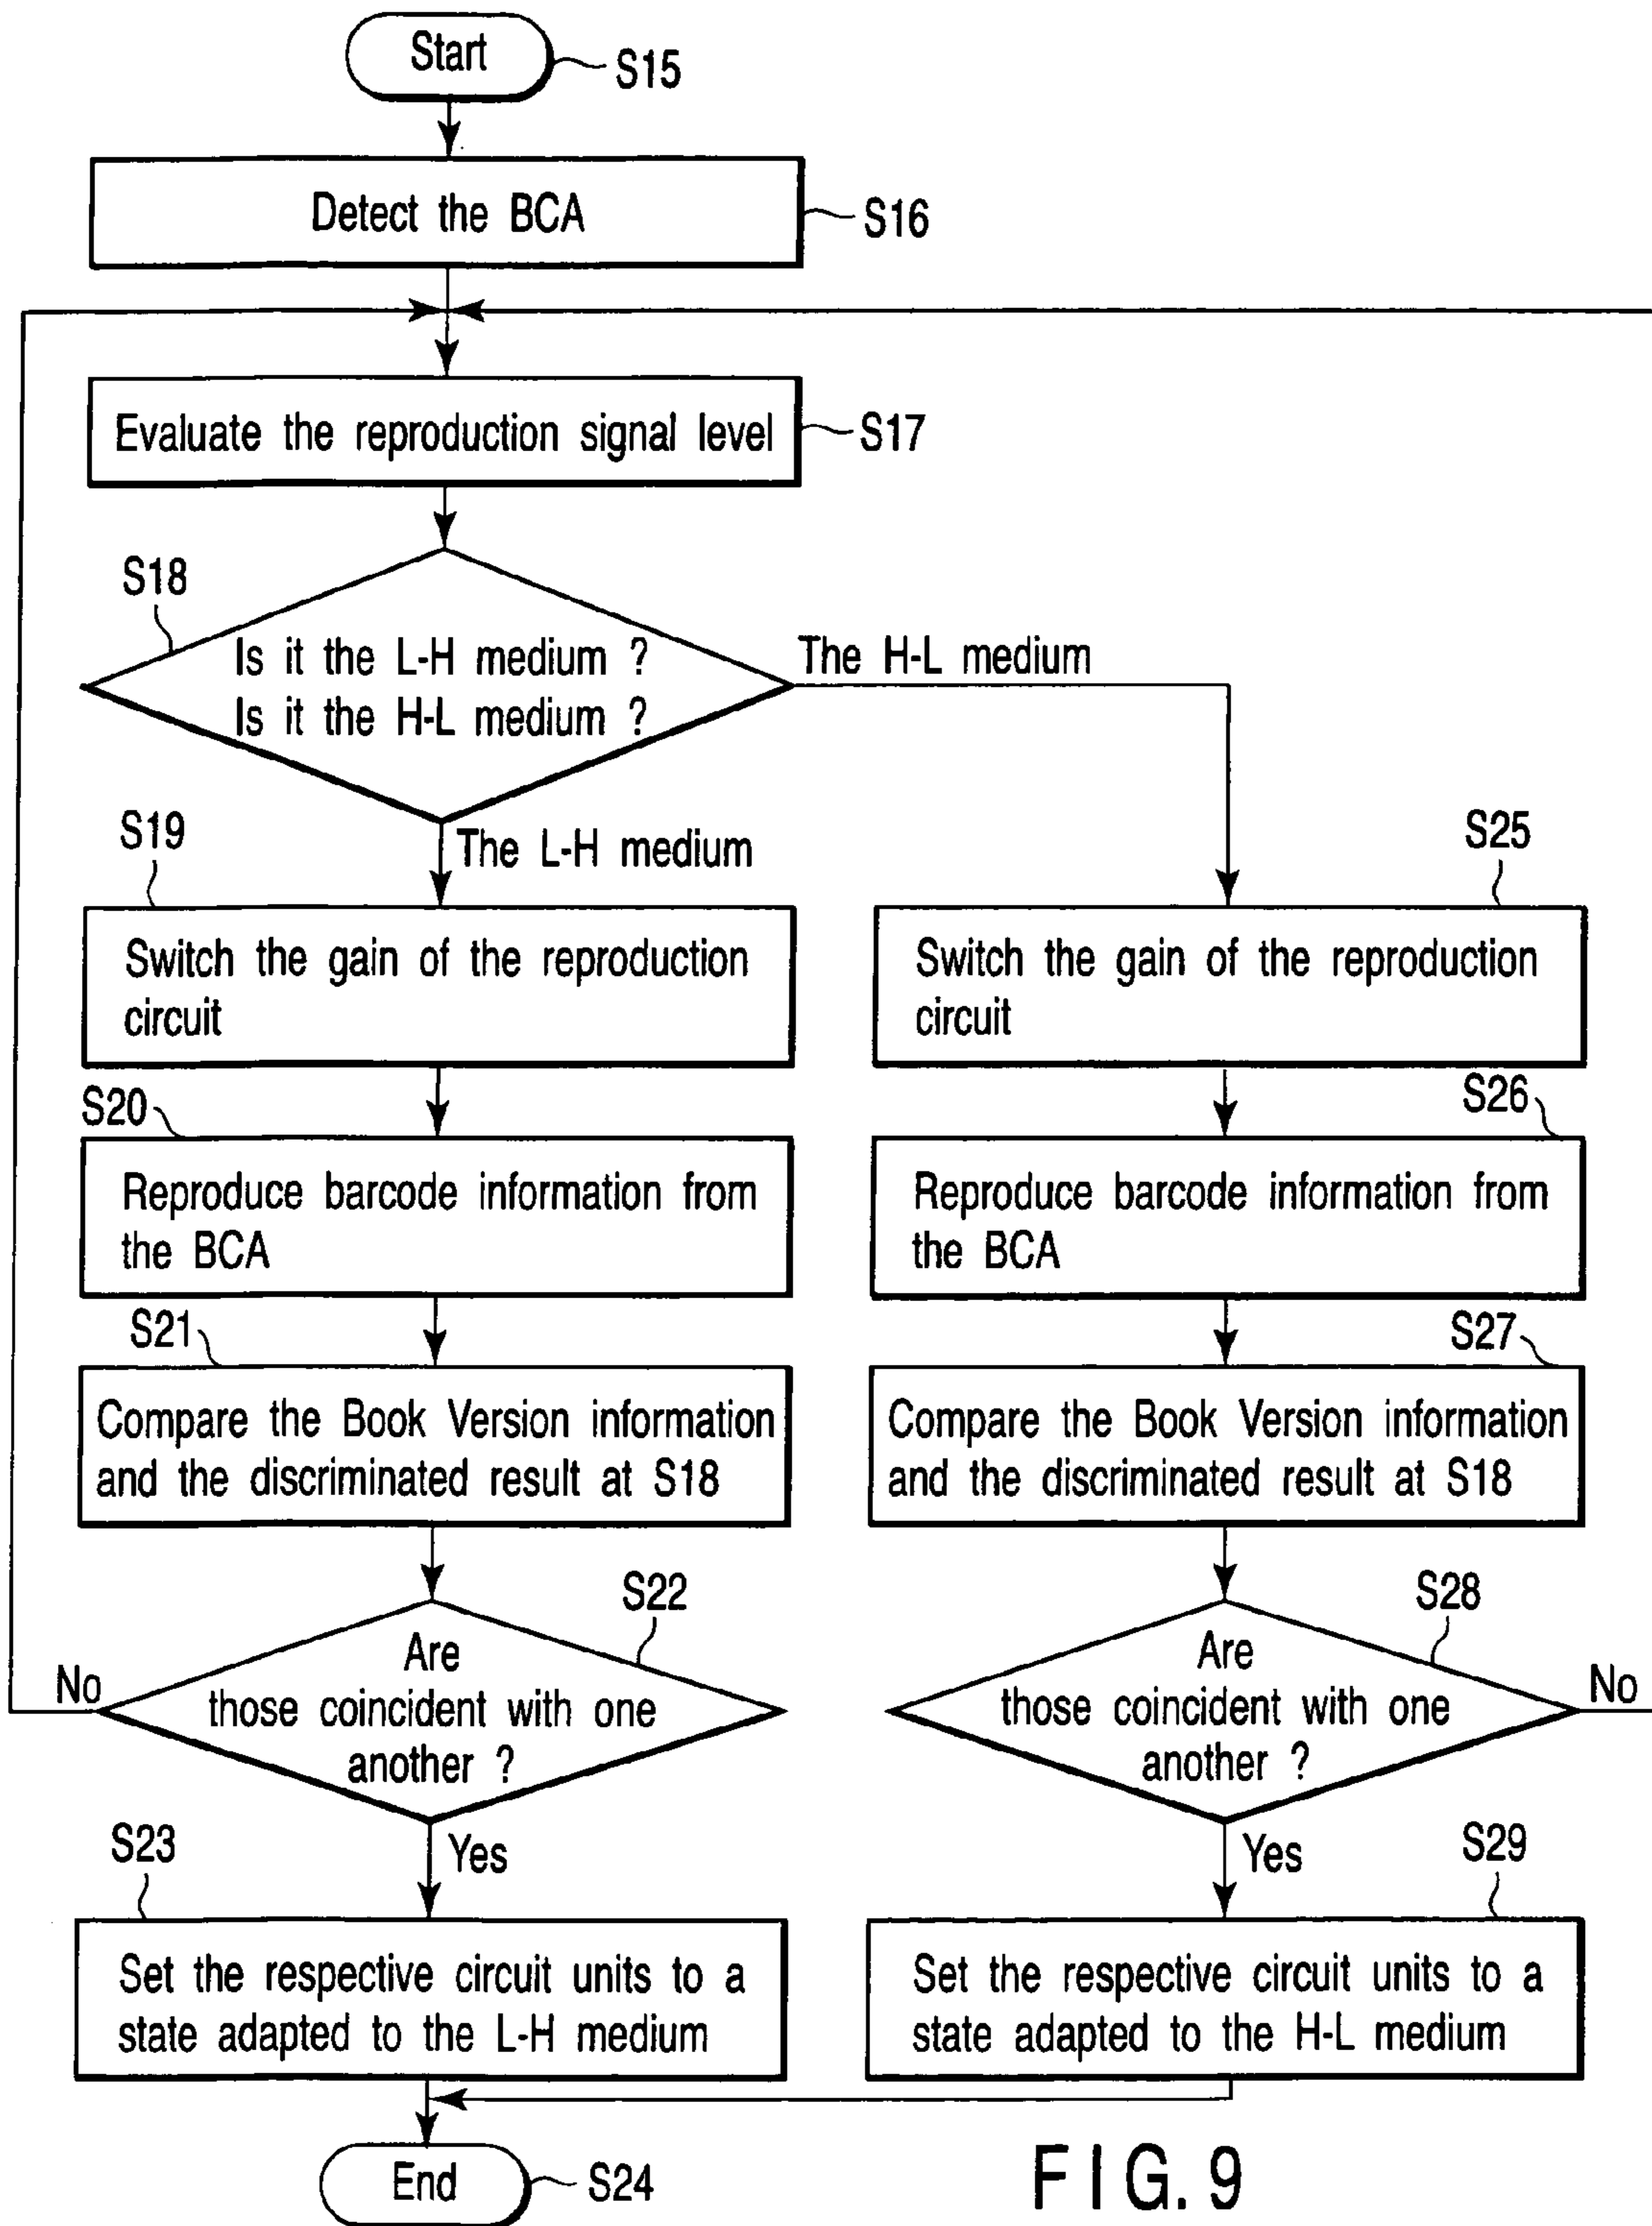 Start
S15
Detect the BCA
S16
Evaluate the reproduction signal level
S17
S18
Is it the L-H medium ?
Is it the H-L medium ?
The H-L medium
The L-H medium
S19
Switch the gain of the reproduction
circuit
S25
Switch the gain of the reproduction
circuit
S20
Reproduce barcode information from
the BCA
S26
Reproduce barcode information from
the BCA
S21
Compare the Book Version information
and the discriminated result at S18
S27
Compare the Book Version information
and the discriminated result at S18
S22
Are
those coincident with one
another ?
No
Yes
S28
Are
those coincident with one
another ?
No
Yes
S23
Set the respective circuit units to a
state adapted to the L-H medium
S29
Set the respective circuit units to a
state adapted to the H-L medium
End
S24
FIG. 9